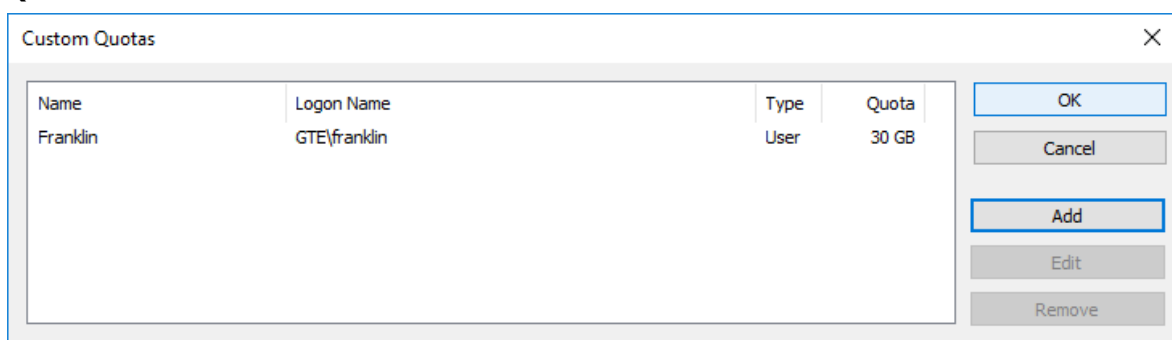 Custom Quotas
Name Logon Name Type Quota
Franklin GTE\franklin User 30 GB
OK
Cancel
Add
Edit
Remove